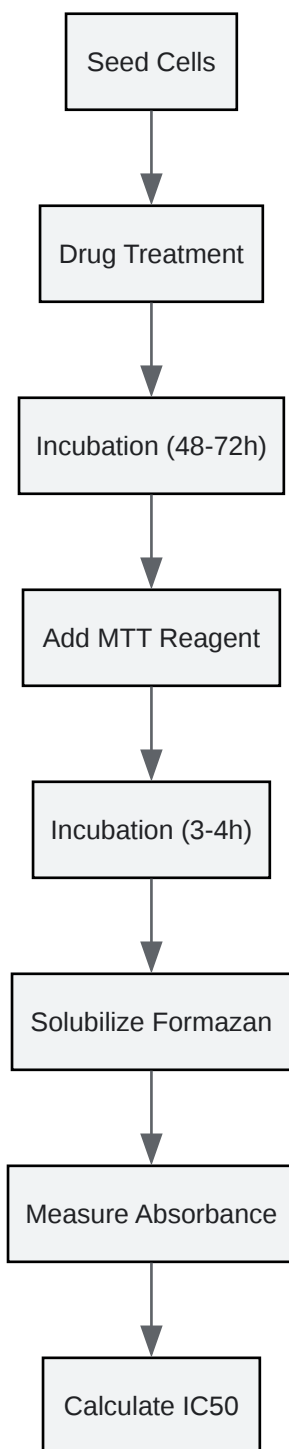 Seed Cells
Drug Treatment
Incubation (48-72h)
Add MTT Reagent
Incubation (3-4h)
Solubilize Formazan
Measure Absorbance
Calculate IC50